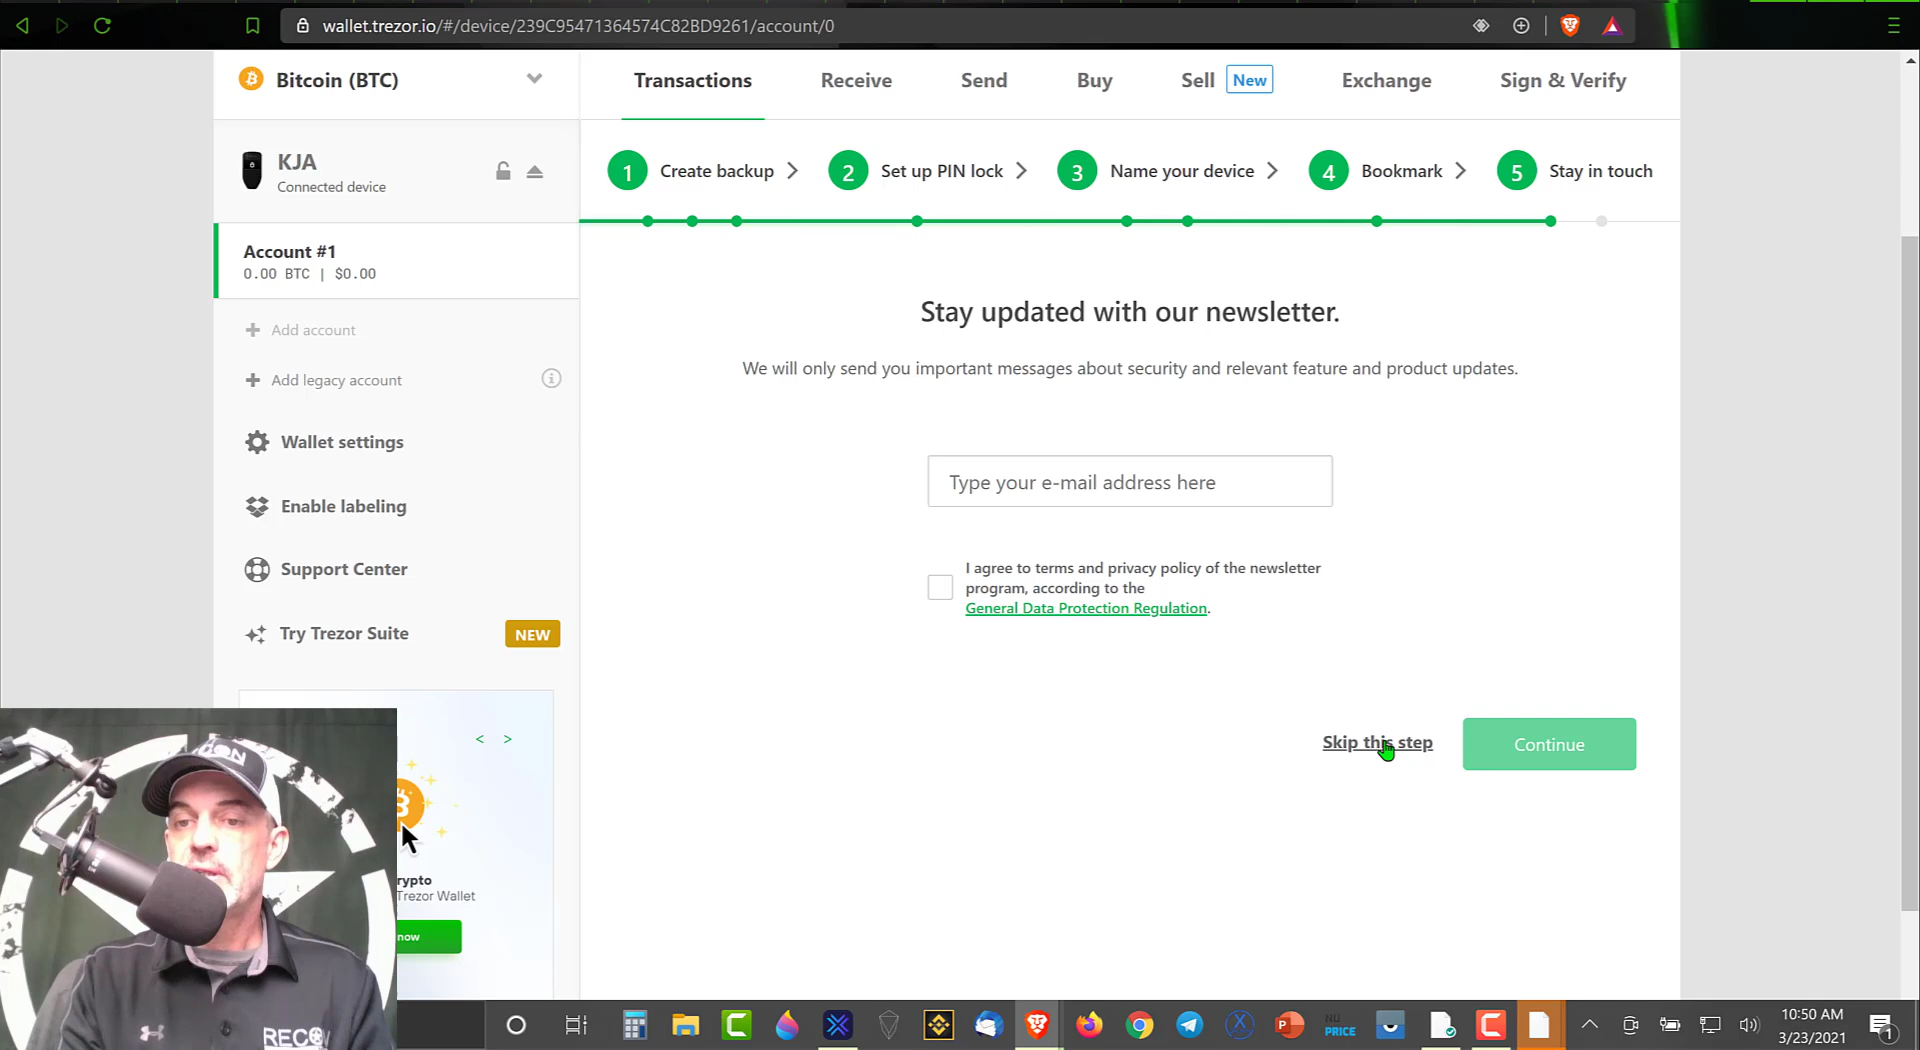 wallet.trezor.io/#/device/239C95471364574C82BD9261/account/0
Bitcoin (BTC)
Transactions
Receive
Send
Buy
Sell
New
Exchange
Sign & Verify
KJA
Connected device
1
Create backup
2
Set up PIN lock
3
Name your device
4
Bookmark
5
Stay in touch
Account #1
0.00 BTC | $0.00
Add account
Add legacy account
Wallet settings
Enable labeling
Support Center
Try Trezor Suite
NEW
Stay updated with our newsletter.
We will only send you important messages about security and relevant feature and product updates.
Type your e-mail address here
I agree to terms and privacy policy of the newsletter
program, according to the
General Data Protection Regulation.
Skip this step
Continue
< >
rypto
Trezor Wallet
now
NU
PRICE
10:50 AM
3/23/2021
1